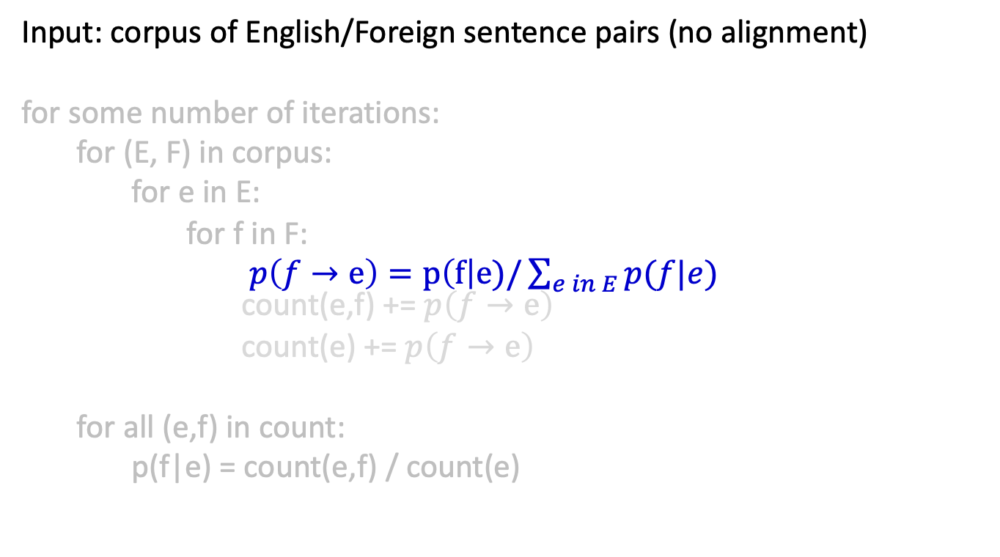 Input: corpus of English/Foreign sentence pairs (no alignment)
for some number of iterations:
for (E, F) in corpus:
for e in E:
for f in F:
p(f → e) = p(f|e)/∑e in E p(f|e)
count(e,f) += p(f → e)
count(e) += p(f → e)
for all (e,f) in count:
p(f|e) = count(e,f) / count(e)